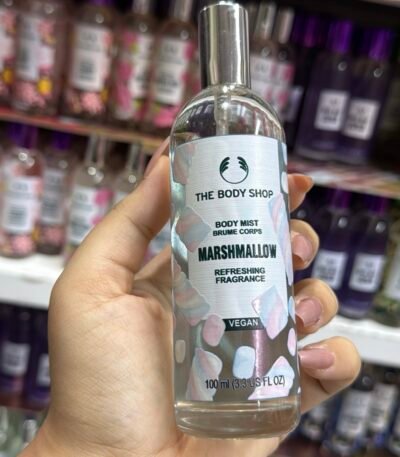 THE BODY SHOP
BODY MIST
BRUME CORPS
MARSHMALLOW
REFRESHING
FRAGRANCE
VEGAN
100 ml (3.3 US FL OZ)